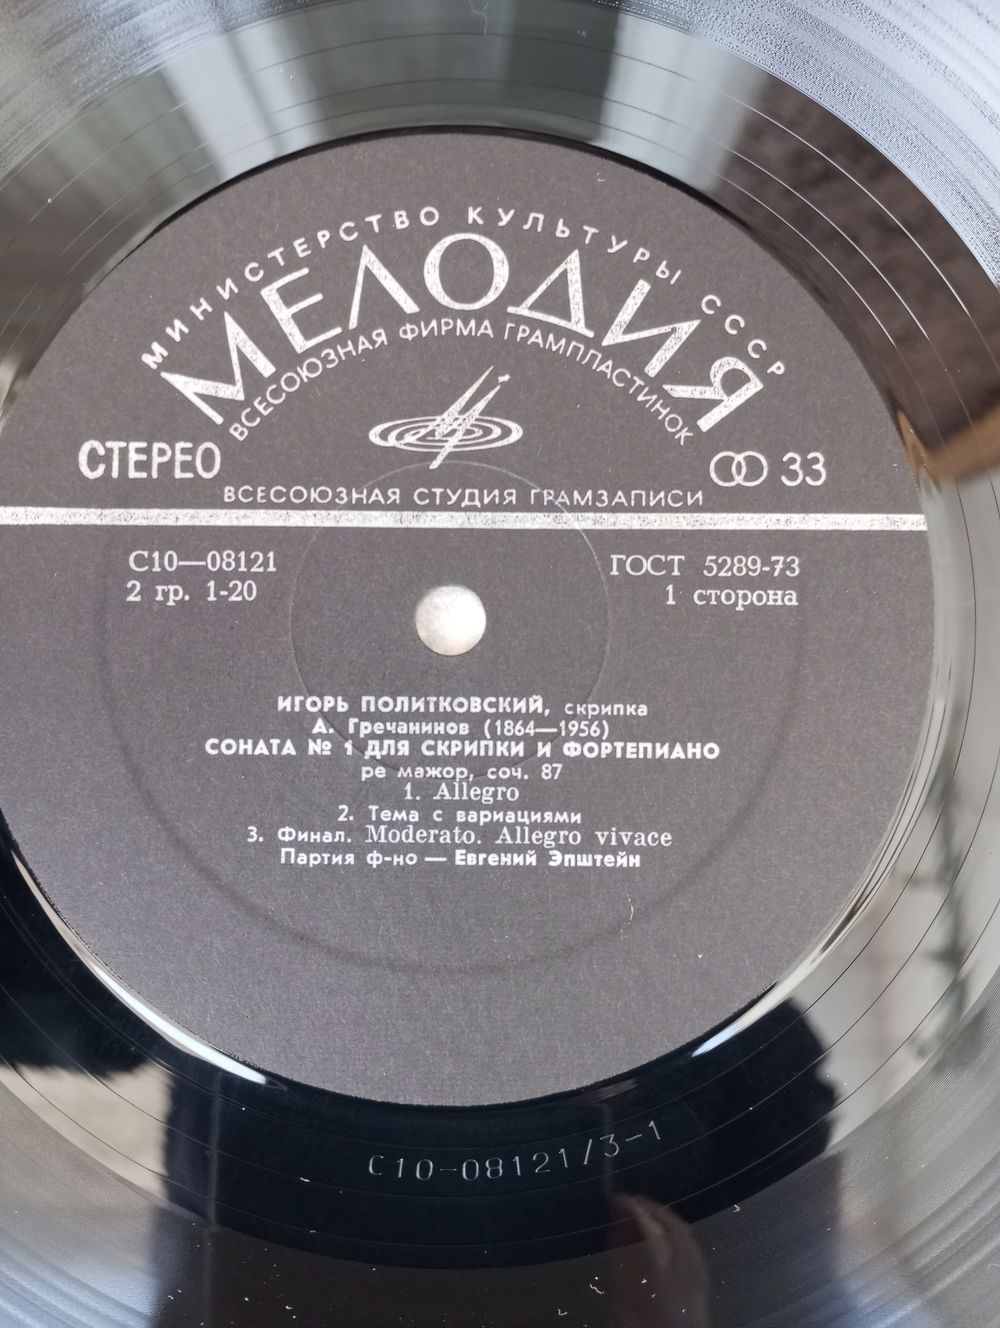 МИНИСТЕРСТВО КУЛЬТУРЫ СССР
МЕЛОДИЯ
ВСЕСОЮЗНАЯ ФИРМА ГРАМПЛАСТИНОК
СТЕРЕО
33
ВСЕСОЮЗНАЯ СТУДИЯ ГРАМЗАПИСИ
С10—08121
ГОСТ 5289-73
2 гр. 1-20
1 сторона
ИГОРЬ ПОЛИТКОВСКИЙ, скрипка
А. Гречанинов (1864—1956)
СОНАТА № 1 ДЛЯ СКРИПКИ И ФОРТЕПИАНО
ре мажор, соч. 87
1. Allegro
2. Тема с вариациями
3. Финал. Moderato. Allegro vivace
Партия ф-но — Евгений Эпштейн
С10-08121/3-1